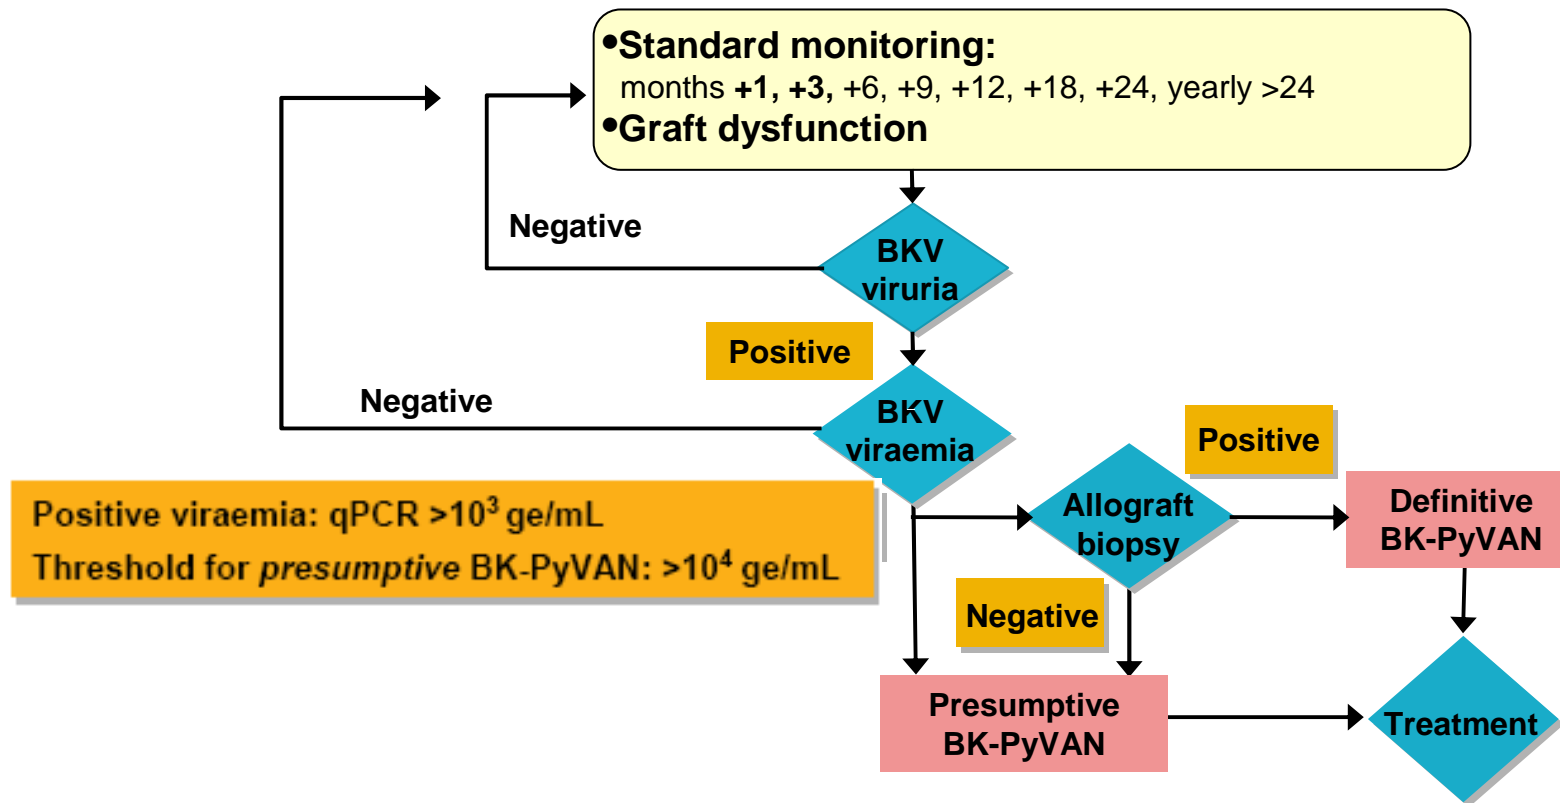 •Standard monitoring:
months +1, +3, +6, +9, +12, +18, +24, yearly >24
•Graft dysfunction
Negative
BKV
viruria
Positive
Negative
BKV
viraemia
Positive
Positive viraemia: qPCR >10³ ge/mL
Threshold for presumptive BK-PyVAN: >10⁴ ge/mL
Allograft
biopsy
Definitive
BK-PyVAN
Negative
Presumptive
BK-PyVAN
Treatment